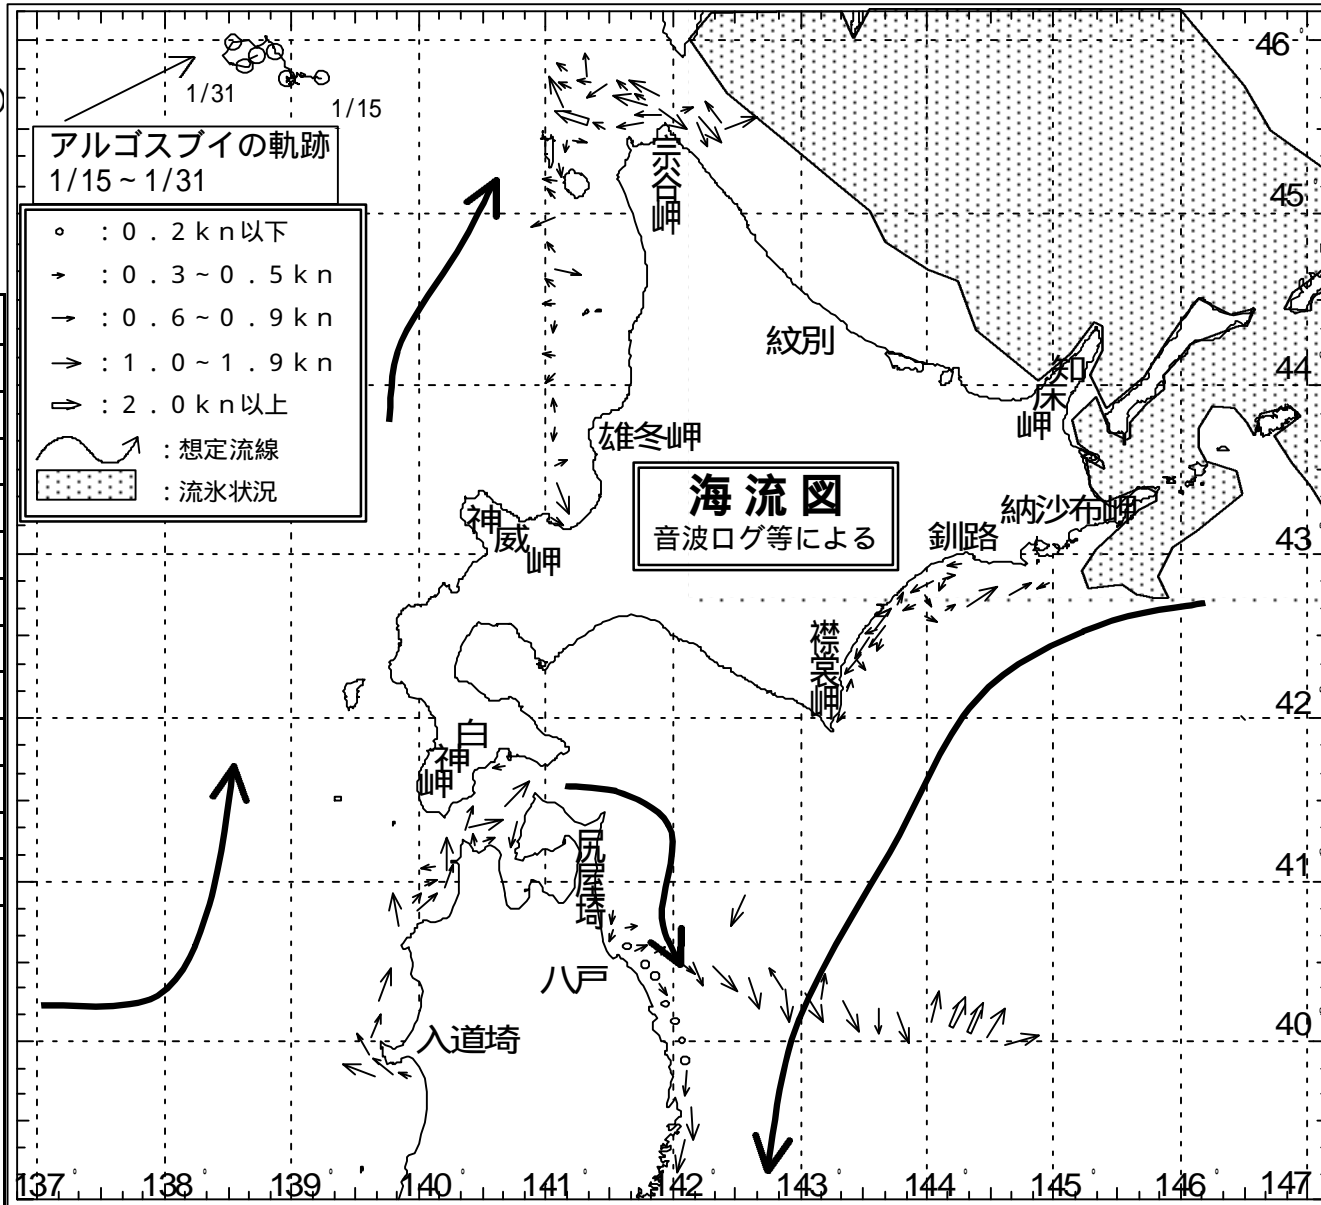 1/31
1/15
アルゴスブイの軌跡
1/15～1/31
：０．２ｋｎ以下
：０．３～０．５ｋｎ
：０．６～０．９ｋｎ
：１．０～１．９ｋｎ
：２．０ｋｎ以上
：想定流線
：流氷状況
宗谷岬
紋別
知床岬
雄冬岬
海流図
音波ログ等による
納沙布岬
釧路
神威岬
襟裳岬
白神岬
尻屋埼
八戸
入道埼
46°
45°
44°
43°
42°
41°
40°
137°
138°
139°
140°
141°
142°
143°
144°
145°
146°
147°